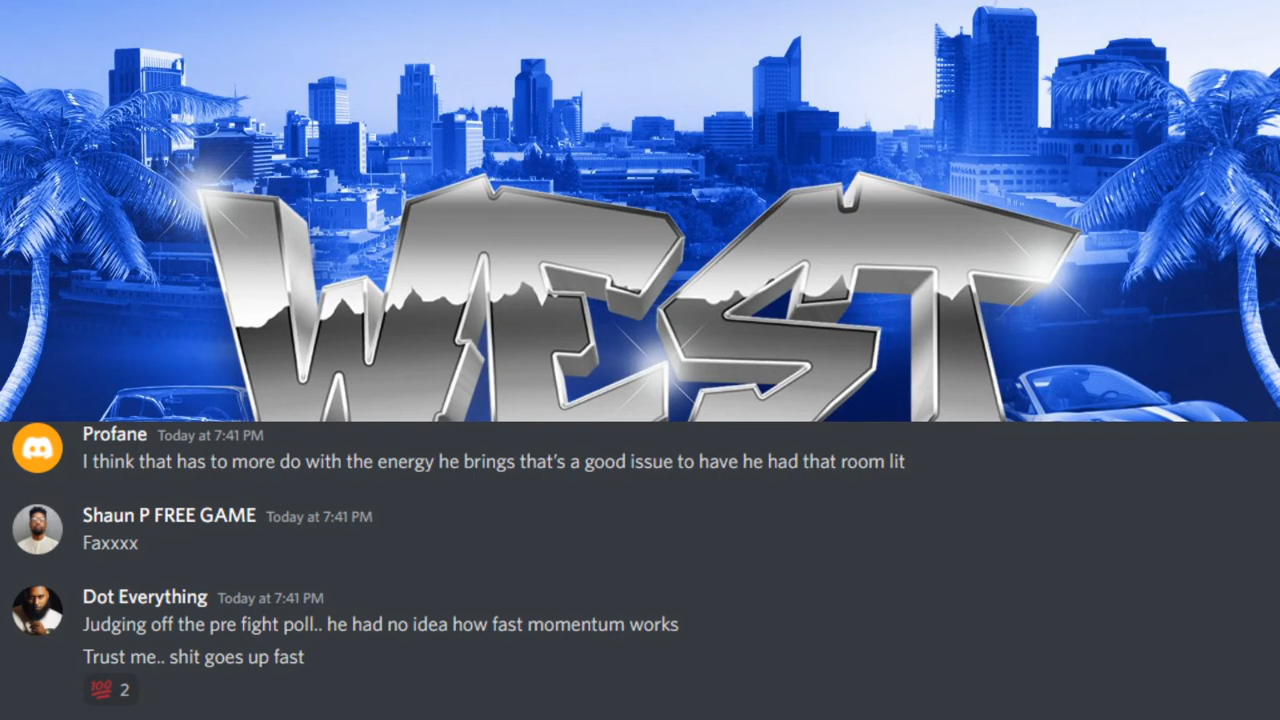 WEST
Profane Today at 7:41 PM
I think that has to more do with the energy he brings that’s a good issue to have he had that room lit
Shaun P FREE GAME Today at 7:41 PM
Faxxxx
Dot Everything Today at 7:41 PM
Judging off the pre fight poll.. he had no idea how fast momentum works
Trust me.. shit goes up fast
💯 2